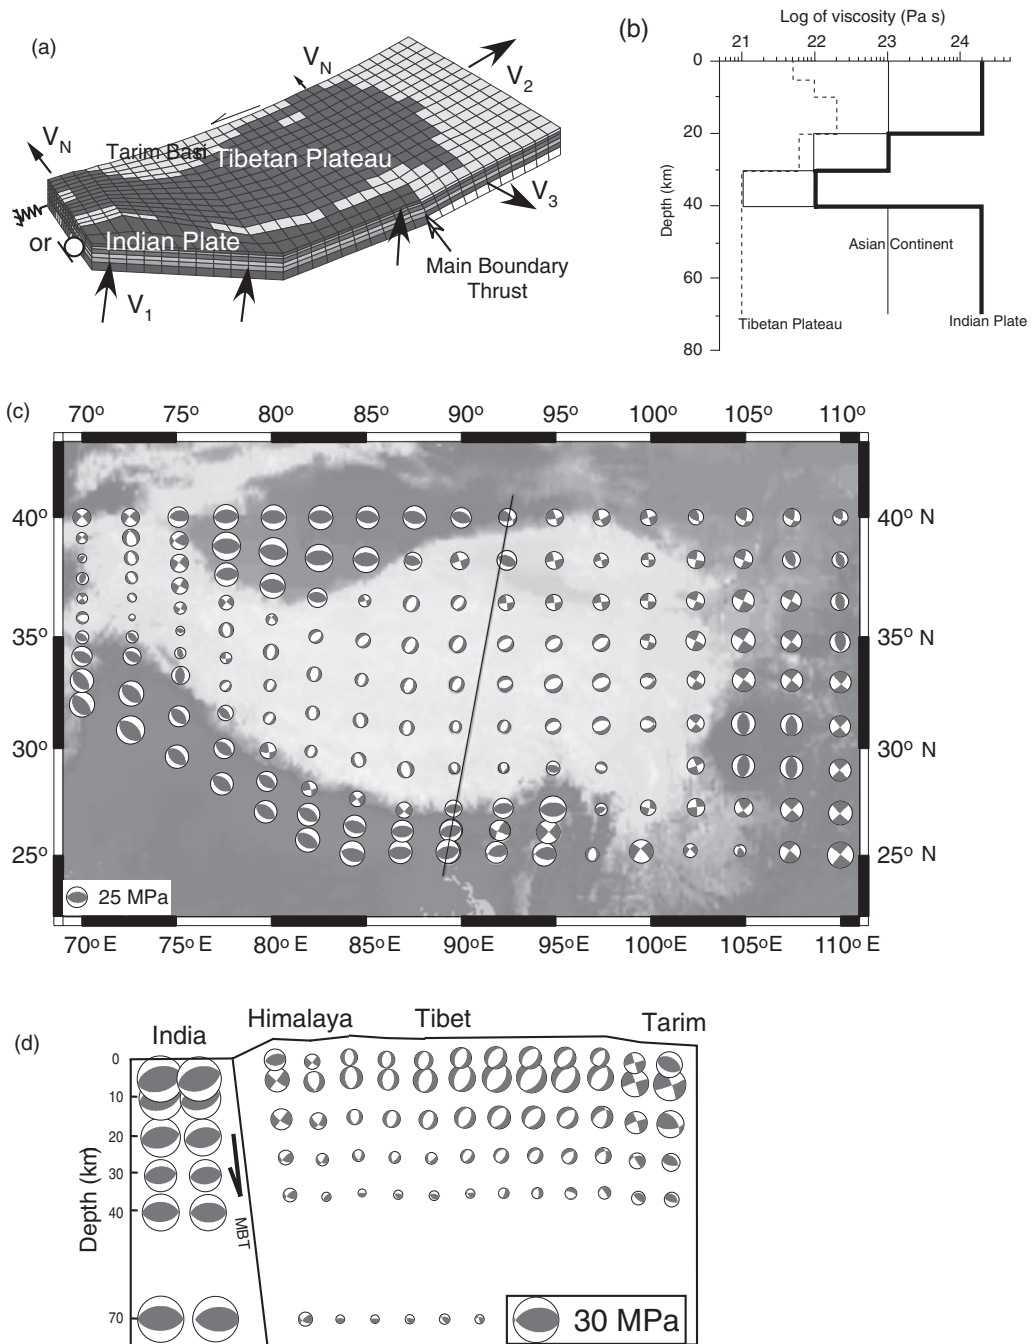 (a)
V_N
V_N
V_2
Tarim Basi
Tibetan Plateau
V_3
or
Indian Plate
Main Boundary
Thrust
V_1
(b)
Log of viscosity (Pa s)
21 22 23 24
0
20
40
60
80
Depth (km)
Asian Continent
Tibetan Plateau
Indian Plate
(c)
70° 75° 80° 85° 90° 95° 100° 105° 110°
40° 40° N
35° 35° N
30° 30° N
25° 25° N
25 MPa
70° E 75° E 80° E 85° E 90° E 95° E 100° E 105° E 110° E
(d)
India
Himalaya
Tibet
Tarim
0
10
20
30
40
70
Depth (km)
MBT
30 MPa